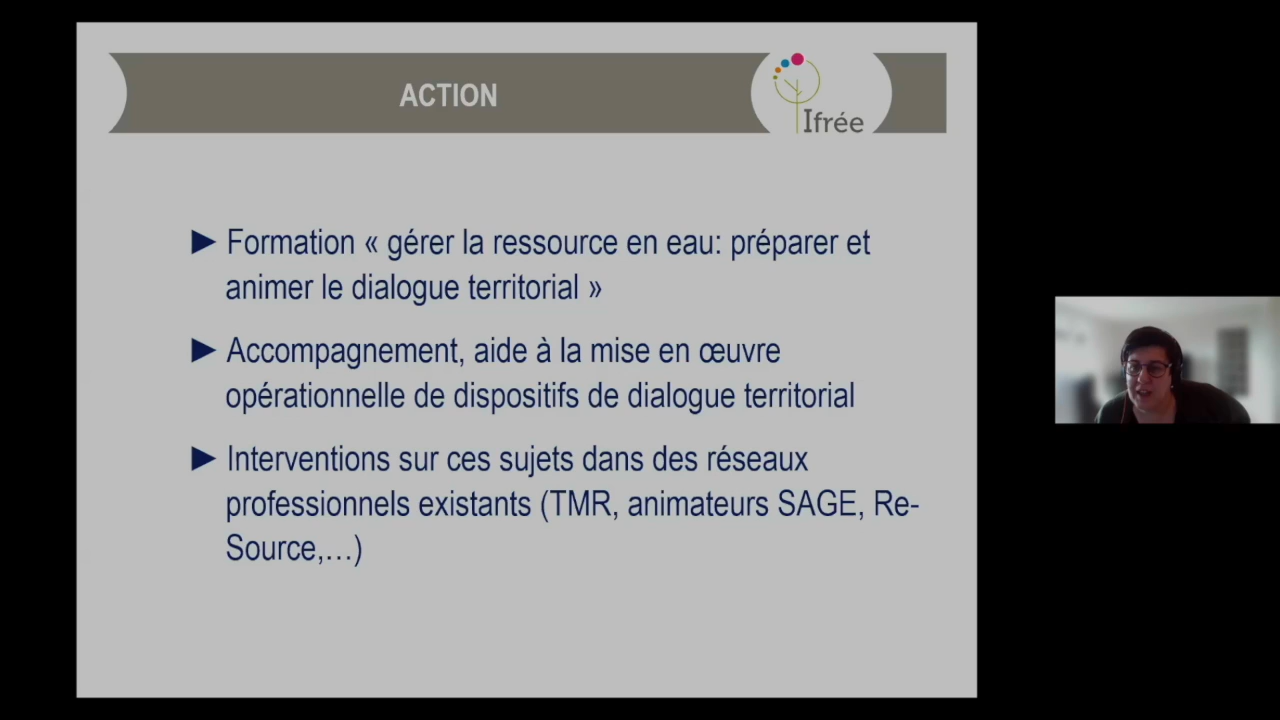 ACTION
Ifrée
► Formation « gérer la ressource en eau: préparer et
animer le dialogue territorial »
► Accompagnement, aide à la mise en œuvre
opérationnelle de dispositifs de dialogue territorial
► Interventions sur ces sujets dans des réseaux
professionnels existants (TMR, animateurs SAGE, Re-
Source,…)